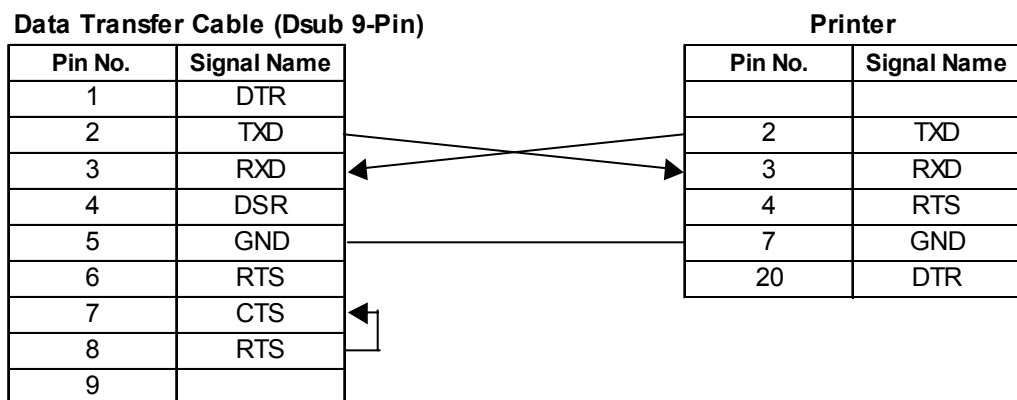 Data Transfer Cable (Dsub 9-Pin) Printer
Pin No. Signal Name Pin No. Signal Name
1 DTR
2 TXD 2 TXD
3 RXD 3 RXD
4 DSR 4 RTS
5 GND 7 GND
6 RTS 20 DTR
7 CTS
8 RTS
9